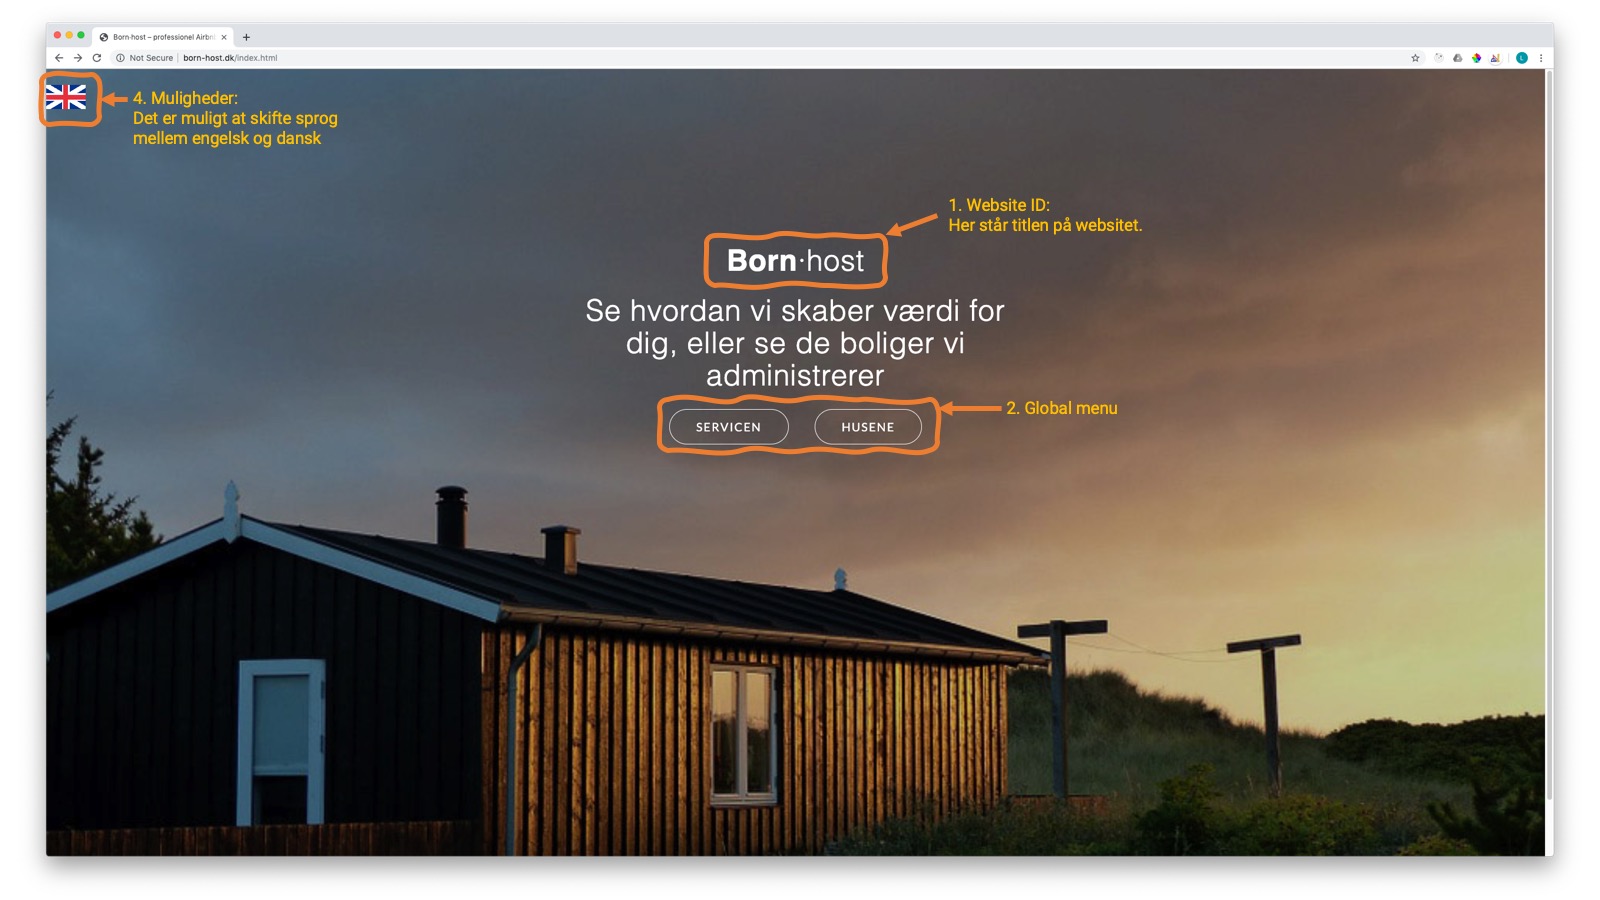 Born·host – professionel Airbn
Not Secure | born-host.dk/index.html
4. Muligheder:
Det er muligt at skifte sprog
mellem engelsk og dansk
1. Website ID:
Her står titlen på websitet.
Born·host
Se hvordan vi skaber værdi for
dig, eller se de boliger vi
administrerer
2. Global menu
SERVICEN HUSENE